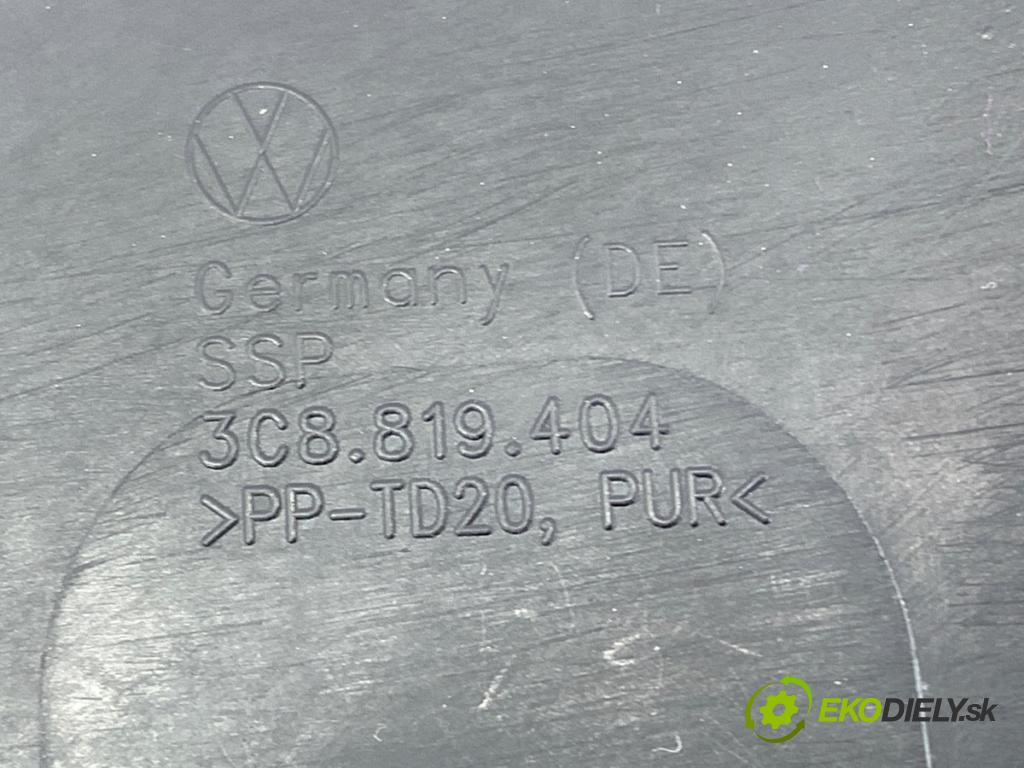 Germany (DE)
SSP
3C8.819.404
>PP-TD20, PUR<
EKODIELY.sk